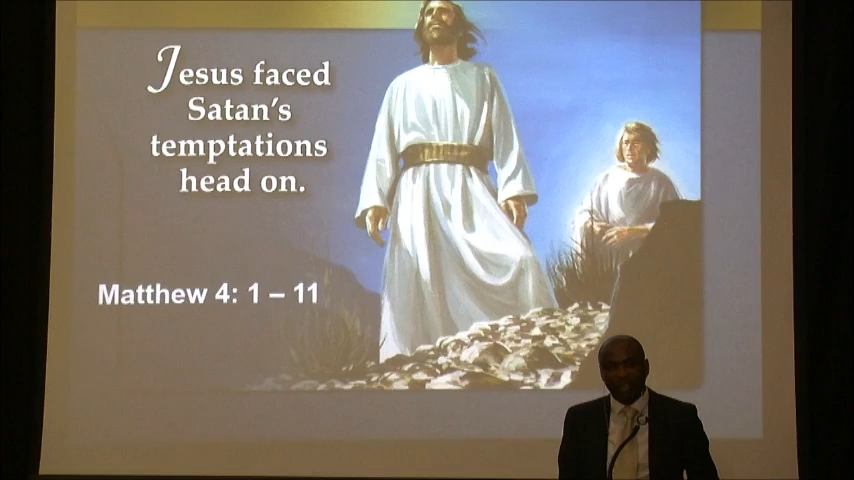 Jesus faced
Satan's
temptations
head on.
Matthew 4: 1 – 11